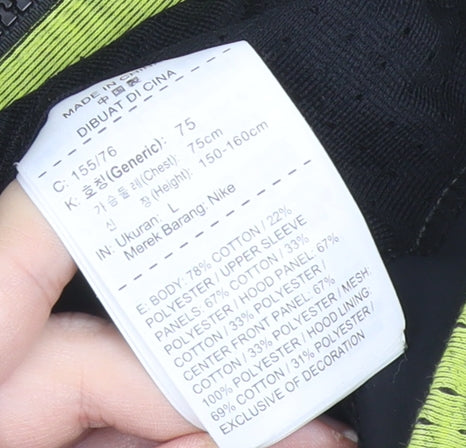 MADE IN CHINA
中国製
DIBUAT DI CINA
C: 155/76
K: 호칭(Generic): 75
가슴둘레(Chest): 75cm
신 장(Height): 150-160cm
IN: Ukuran: L
Merek Barang: Nike
E: BODY: 78% COTTON / 22%
POLYESTER / UPPER SLEEVE
PANELS: 67% COTTON / 33%
POLYESTER / HOOD PANEL: 67%
COTTON / 33% POLYESTER /
CENTER FRONT PANEL: 67%
COTTON / 33% POLYESTER / MESH:
100% POLYESTER / HOOD LINING:
69% COTTON / 31% POLYESTER /
EXCLUSIVE OF DECORATION